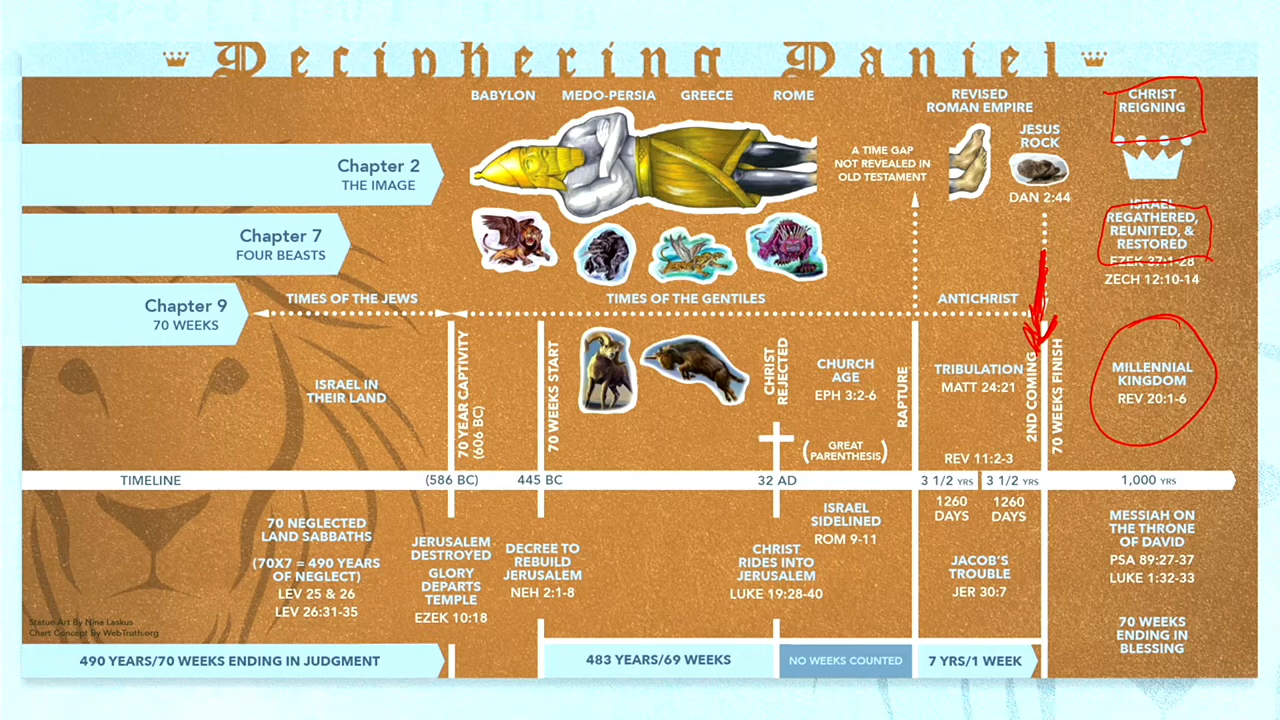 Deciphering Daniel
BABYLON
MEDO-PERSIA
GREECE
ROME
REVISED
ROMAN EMPIRE
CHRIST
REIGNING
JESUS
ROCK
DAN 2:44
A TIME GAP
NOT REVEALED IN
OLD TESTAMENT
Chapter 2
THE IMAGE
Chapter 7
FOUR BEASTS
Chapter 9
70 WEEKS
ISRAEL
REGATHERED,
REUNITED, &
RESTORED
EZEK 37:1-28
ZECH 12:10-14
TIMES OF THE JEWS
TIMES OF THE GENTILES
ANTICHRIST
ISRAEL IN
THEIR LAND
70 YEAR CAPTIVITY
(606 BC)
70 WEEKS START
CHRIST
REJECTED
CHURCH
AGE
EPH 3:2-6
(GREAT
PARENTHESIS)
RAPTURE
TRIBULATION
MATT 24:21
REV 11:2-3
2ND COMING
70 WEEKS FINISH
MILLENNIAL
KINGDOM
REV 20:1-6
TIMELINE
(586 BC)
445 BC
32 AD
3 1/2 YRS
3 1/2 YRS
1,000 YRS
70 NEGLECTED
LAND SABBATHS
(70X7 = 490 YEARS
OF NEGLECT)
LEV 25 & 26
LEV 26:31-35
JERUSALEM
DESTROYED
GLORY
DEPARTS
TEMPLE
EZEK 10:18
DECREE TO
REBUILD
JERUSALEM
NEH 2:1-8
CHRIST
RIDES INTO
JERUSALEM
LUKE 19:28-40
ISRAEL
SIDELINED
ROM 9-11
1260
DAYS
1260
DAYS
JACOB'S
TROUBLE
JER 30:7
MESSIAH ON
THE THRONE
OF DAVID
PSA 89:27-37
LUKE 1:32-33
70 WEEKS
ENDING IN
BLESSING
Statue Art By Nina Laskus
Chart Concept By WebTruth.org
490 YEARS/70 WEEKS ENDING IN JUDGMENT
483 YEARS/69 WEEKS
NO WEEKS COUNTED
7 YRS/1 WEEK